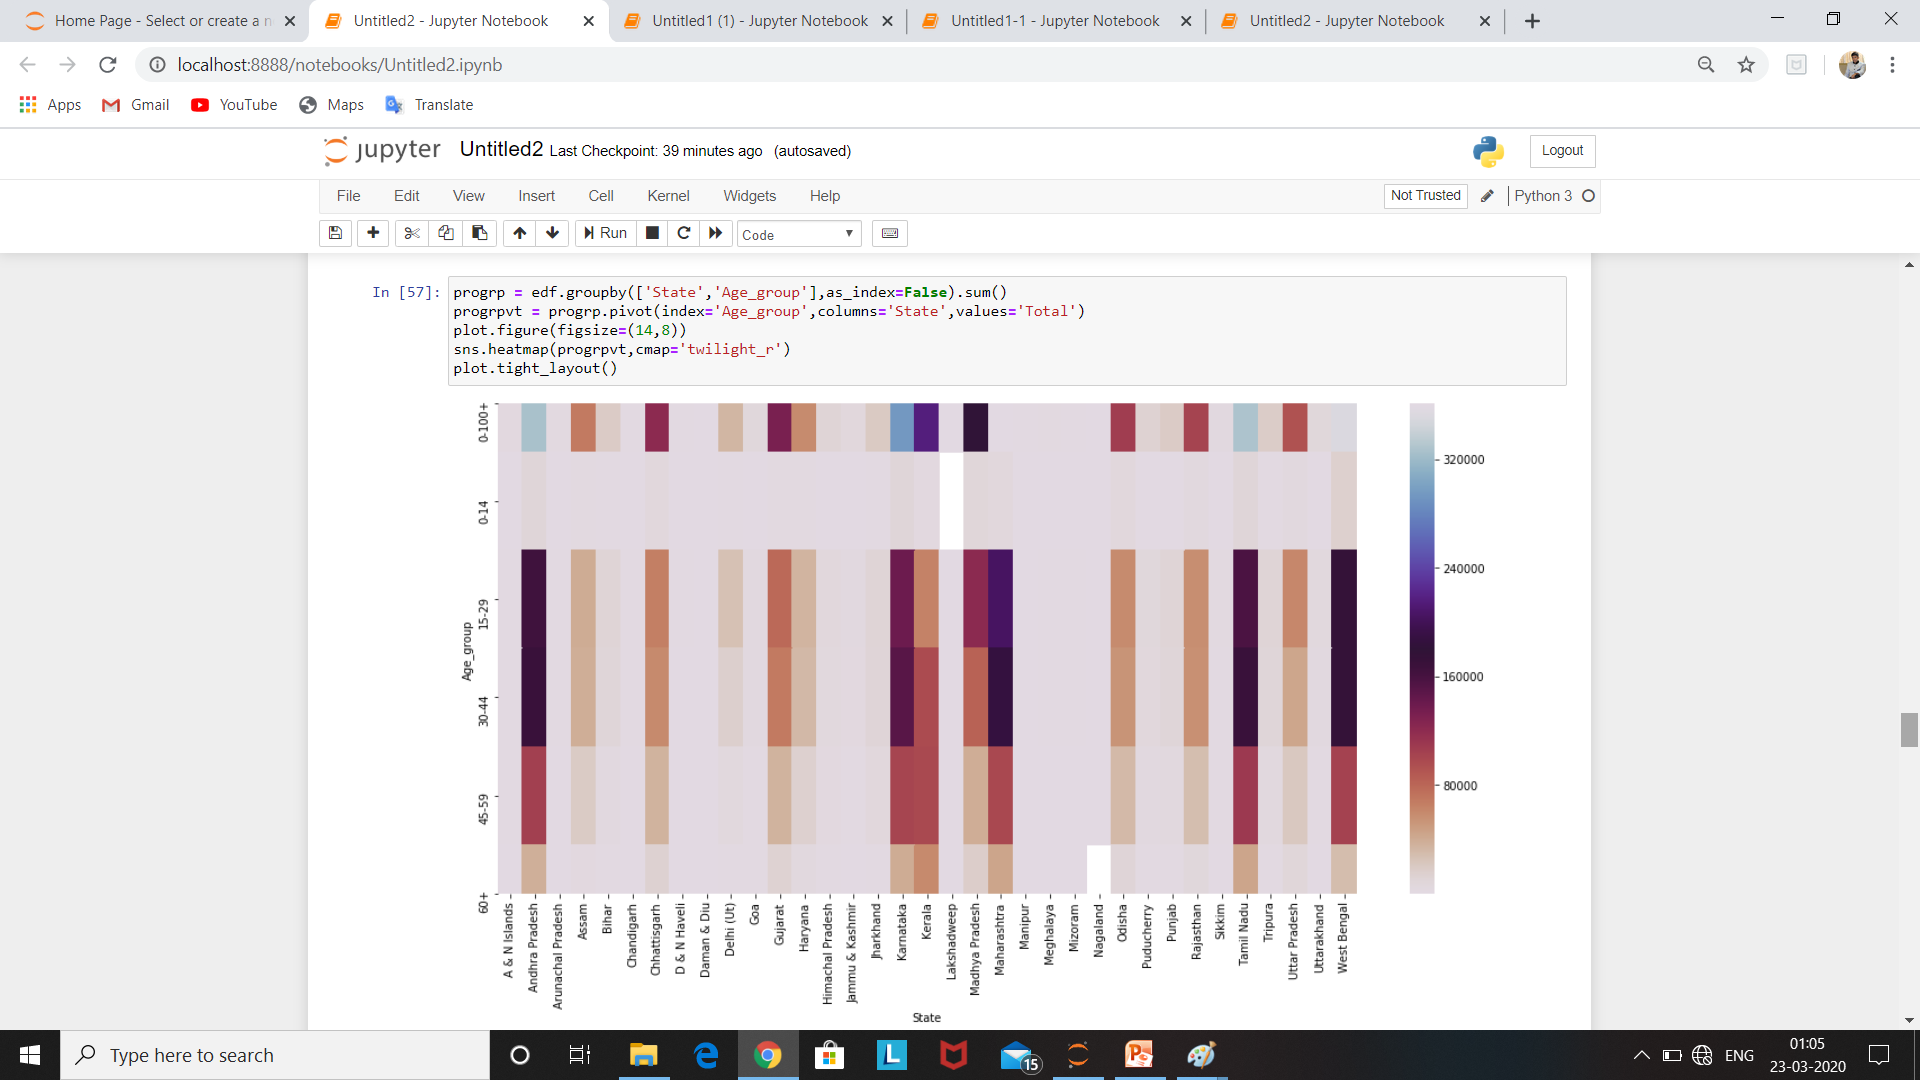 Home Page - Select or create a n
Untitled2 - Jupyter Notebook
Untitled1 (1) - Jupyter Notebook
Untitled1-1 - Jupyter Notebook
Untitled2 - Jupyter Notebook
localhost:8888/notebooks/Untitled2.ipynb
Apps Gmail YouTube Maps Translate
jupyter Untitled2 Last Checkpoint: 39 minutes ago (autosaved)
Logout
File Edit View Insert Cell Kernel Widgets Help
Not Trusted
Python 3
Run
Code
In [57]:
progrp = edf.groupby(['State','Age_group'],as_index=False).sum()
progrpvt = progrp.pivot(index='Age_group',columns='State',values='Total')
plot.figure(figsize=(14,8))
sns.heatmap(progrpvt,cmap='twilight_r')
plot.tight_layout()
0-100+
0-14
15-29
30-44
45-59
60+
Age_group
320000
240000
160000
80000
A & N Islands
Andhra Pradesh
Arunachal Pradesh
Assam
Bihar
Chandigarh
Chhattisgarh
D & N Haveli
Daman & Diu
Delhi (Ut)
Goa
Gujarat
Haryana
Himachal Pradesh
Jammu & Kashmir
Jharkhand
Karnataka
Kerala
Lakshadweep
Madhya Pradesh
Maharashtra
Manipur
Meghalaya
Mizoram
Nagaland
Odisha
Puducherry
Punjab
Rajasthan
Sikkim
Tamil Nadu
Tripura
Uttar Pradesh
Uttarakhand
West Bengal
State
Type here to search
L
15
ENG
01:05
23-03-2020